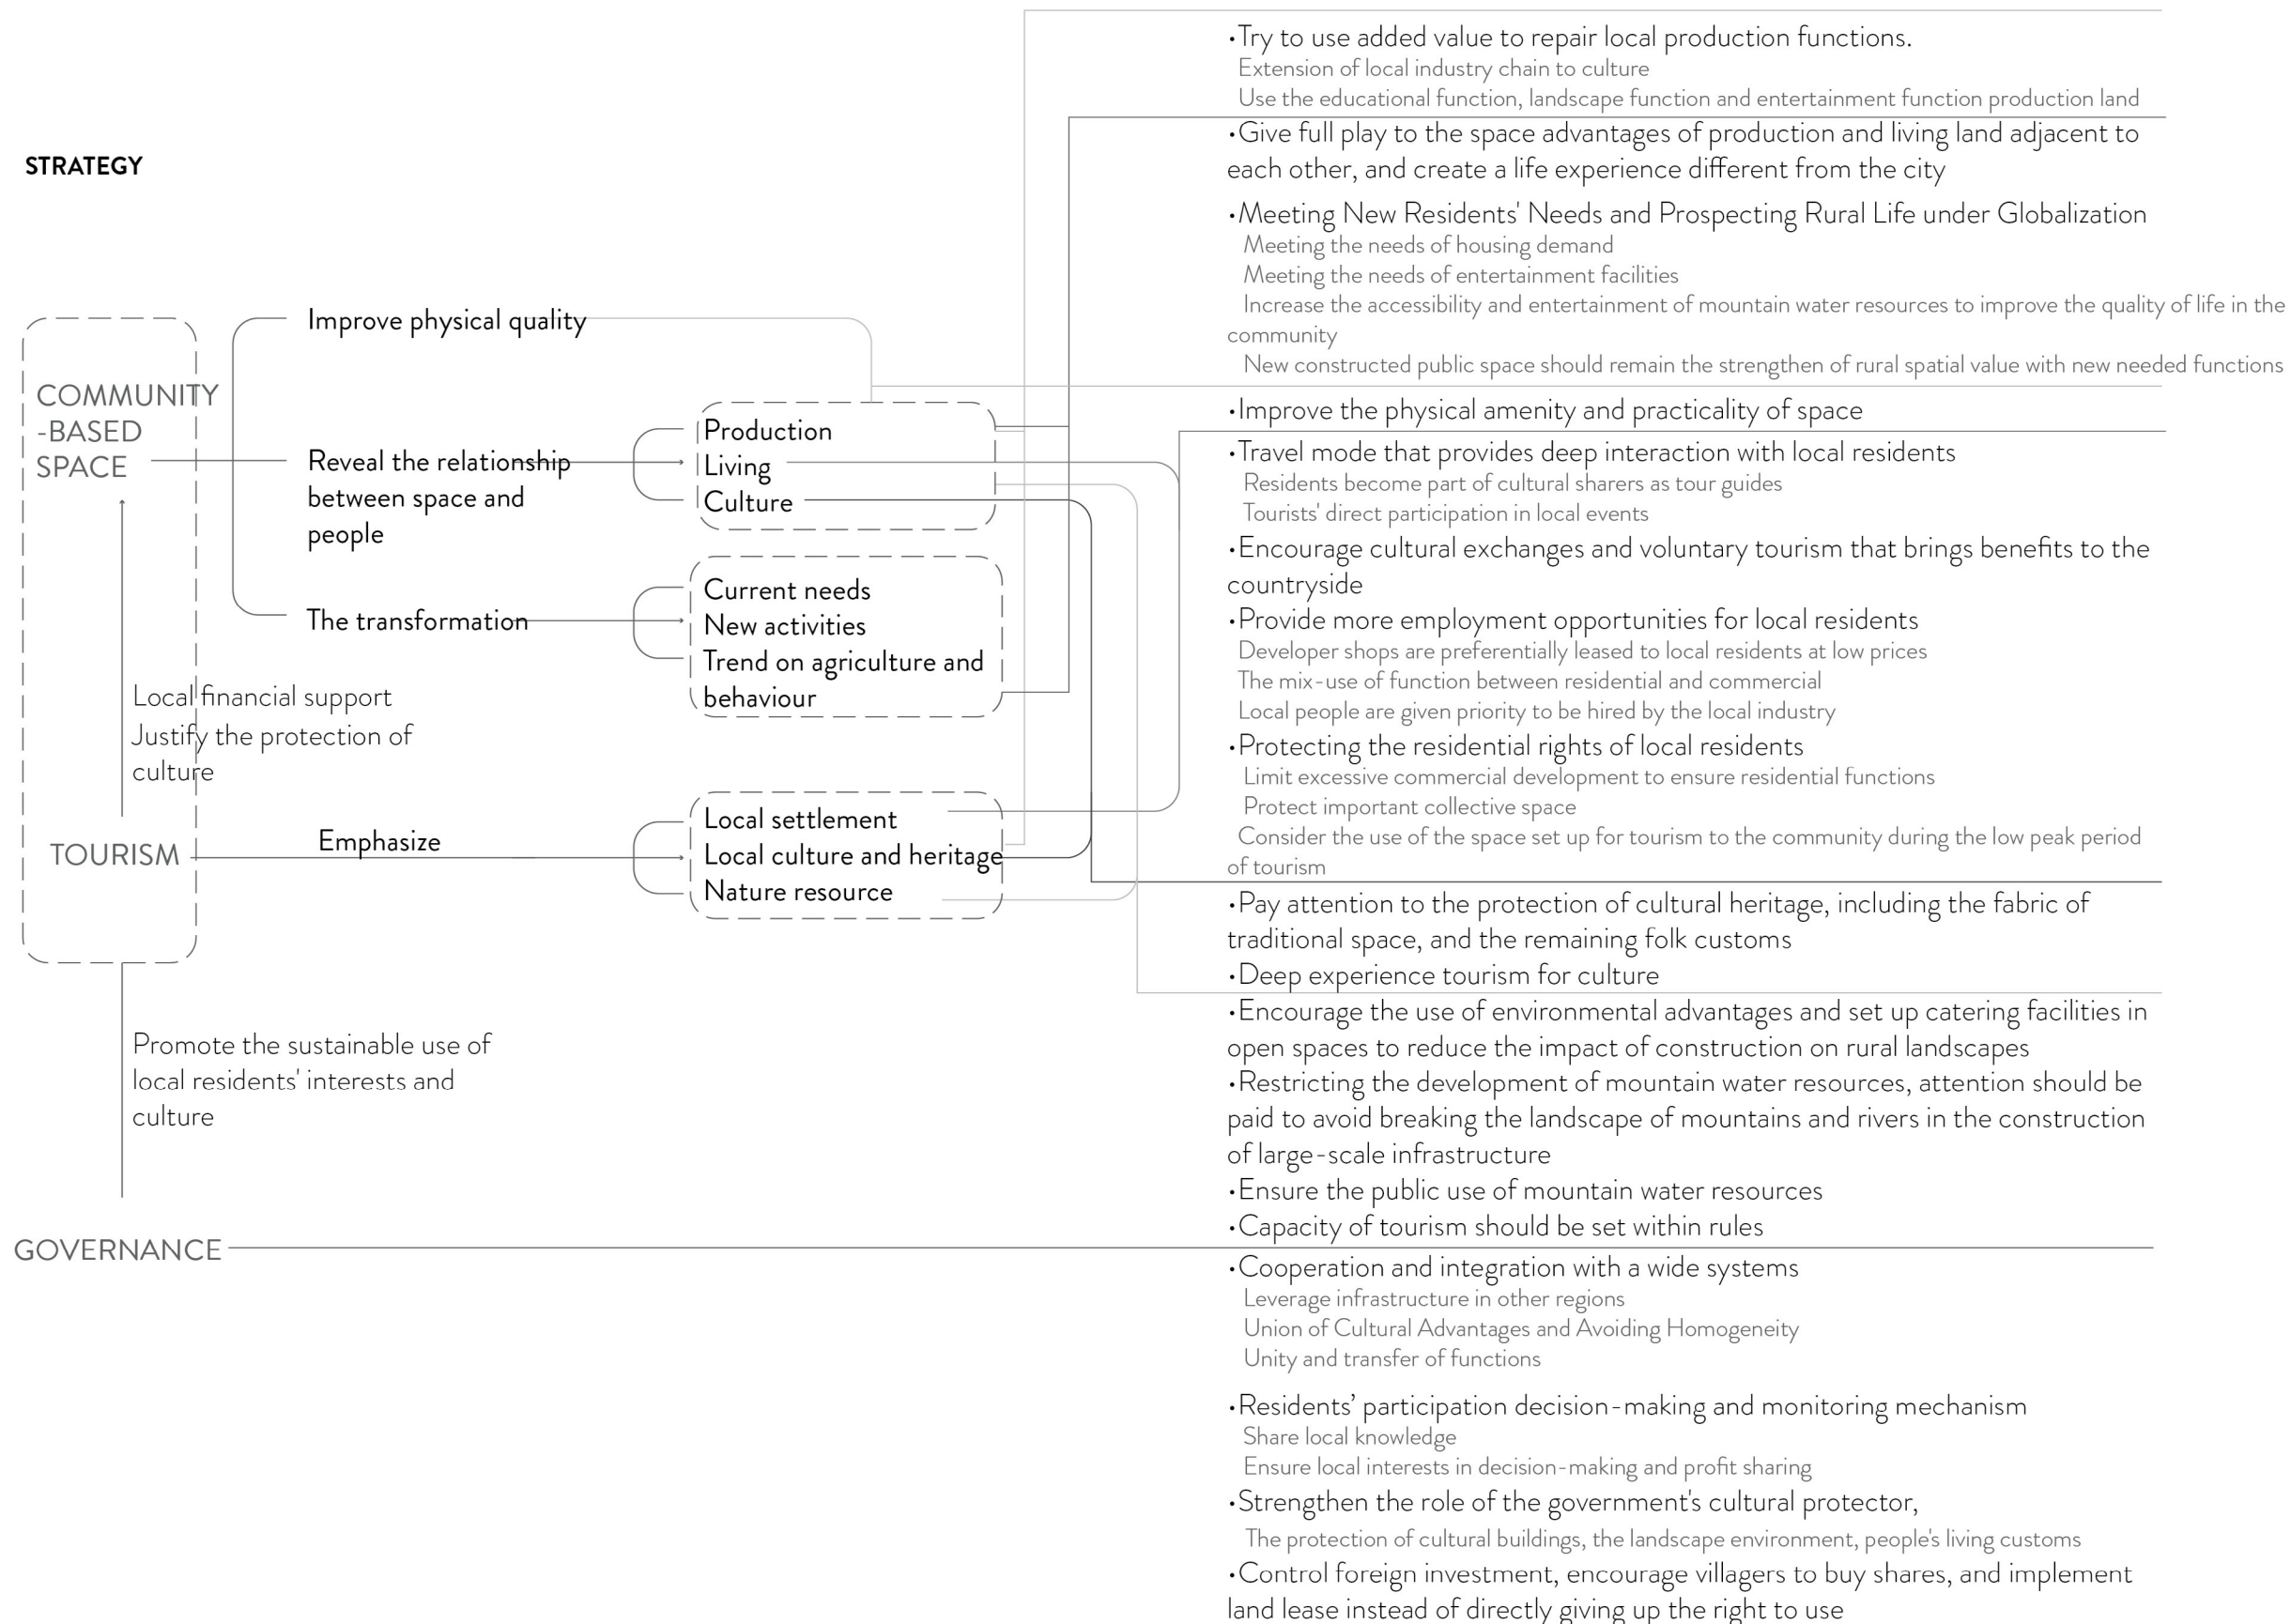 STRATEGY
COMMUNITY
-BASED
SPACE
Local financial support
Justify the protection of
culture
TOURISM
Promote the sustainable use of
local residents' interests and
culture
GOVERNANCE
Improve physical quality
Reveal the relationship
between space and
people
The transformation
Emphasize
Production
Living
Culture
Current needs
New activities
Trend on agriculture and
behaviour
Local settlement
Local culture and heritage
Nature resource
•Try to use added value to repair local production functions.
Extension of local industry chain to culture
Use the educational function, landscape function and entertainment function production land
•Give full play to the space advantages of production and living land adjacent to
each other, and create a life experience different from the city
•Meeting New Residents' Needs and Prospecting Rural Life under Globalization
Meeting the needs of housing demand
Meeting the needs of entertainment facilities
Increase the accessibility and entertainment of mountain water resources to improve the quality of life in the
community
New constructed public space should remain the strengthen of rural spatial value with new needed functions
•Improve the physical amenity and practicality of space
•Travel mode that provides deep interaction with local residents
Residents become part of cultural sharers as tour guides
Tourists' direct participation in local events
•Encourage cultural exchanges and voluntary tourism that brings benefits to the
countryside
•Provide more employment opportunities for local residents
Developer shops are preferentially leased to local residents at low prices
The mix-use of function between residential and commercial
Local people are given priority to be hired by the local industry
•Protecting the residential rights of local residents
Limit excessive commercial development to ensure residential functions
Protect important collective space
Consider the use of the space set up for tourism to the community during the low peak period
of tourism
•Pay attention to the protection of cultural heritage, including the fabric of
traditional space, and the remaining folk customs
•Deep experience tourism for culture
•Encourage the use of environmental advantages and set up catering facilities in
open spaces to reduce the impact of construction on rural landscapes
•Restricting the development of mountain water resources, attention should be
paid to avoid breaking the landscape of mountains and rivers in the construction
of large-scale infrastructure
•Ensure the public use of mountain water resources
•Capacity of tourism should be set within rules
•Cooperation and integration with a wide systems
Leverage infrastructure in other regions
Union of Cultural Advantages and Avoiding Homogeneity
Unity and transfer of functions
•Residents’ participation decision-making and monitoring mechanism
Share local knowledge
Ensure local interests in decision-making and profit sharing
•Strengthen the role of the government's cultural protector,
The protection of cultural buildings, the landscape environment, people's living customs
•Control foreign investment, encourage villagers to buy shares, and implement
land lease instead of directly giving up the right to use